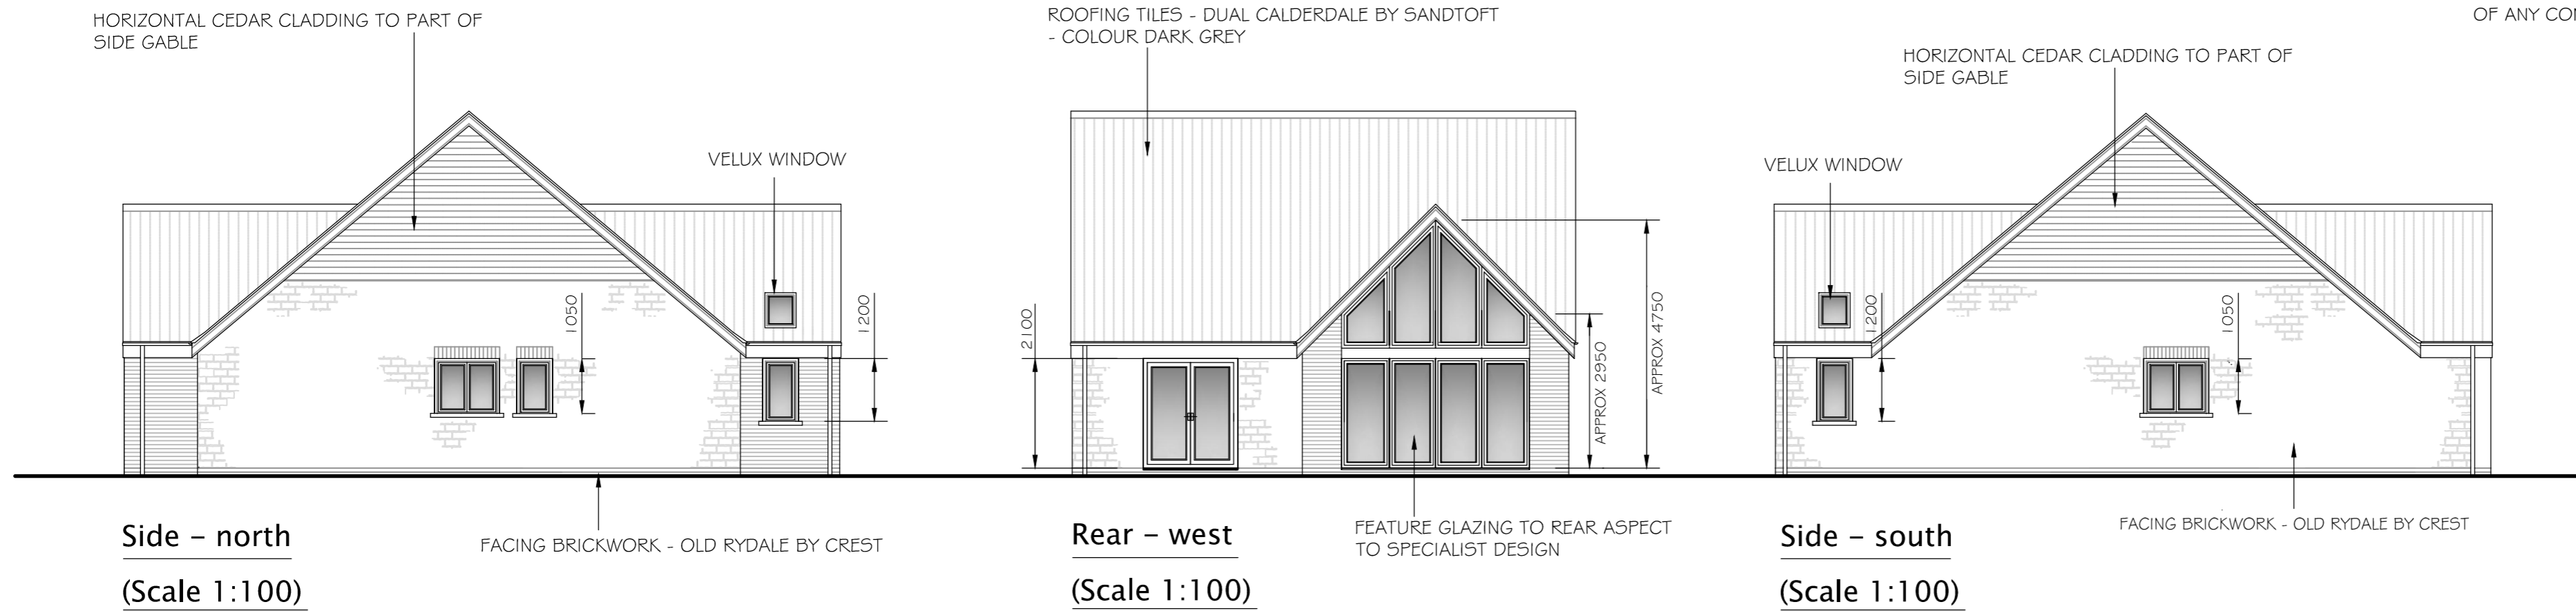 HORIZONTAL CEDAR CLADDING TO PART OF
SIDE GABLE
VELUX WINDOW
1050
1200
Side – north
(Scale 1:100)
FACING BRICKWORK - OLD RYDALE BY CREST
ROOFING TILES - DUAL CALDERDALE BY SANDTOFT
- COLOUR DARK GREY
2100
APPROX 2950
APPROX 4750
Rear – west
(Scale 1:100)
FEATURE GLAZING TO REAR ASPECT
TO SPECIALIST DESIGN
HORIZONTAL CEDAR CLADDING TO PART OF
SIDE GABLE
VELUX WINDOW
1200
1050
Side – south
(Scale 1:100)
FACING BRICKWORK - OLD RYDALE BY CREST
OF ANY